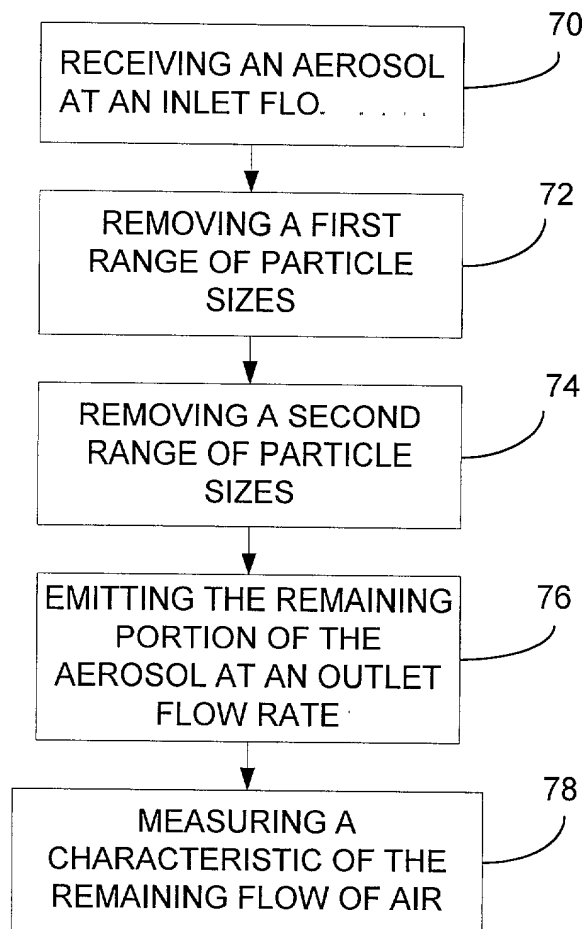 70
RECEIVING AN AEROSOL
AT AN INLET
72
REMOVING A FIRST
RANGE OF PARTICLE
SIZES
74
REMOVING A SECOND
RANGE OF PARTICLE
SIZES
76
EMITTING THE REMAINING
PORTION OF THE
AEROSOL AT AN OUTLET
FLOW RATE
78
MEASURING A
CHARACTERISTIC OF THE
REMAINING FLOW OF AIR